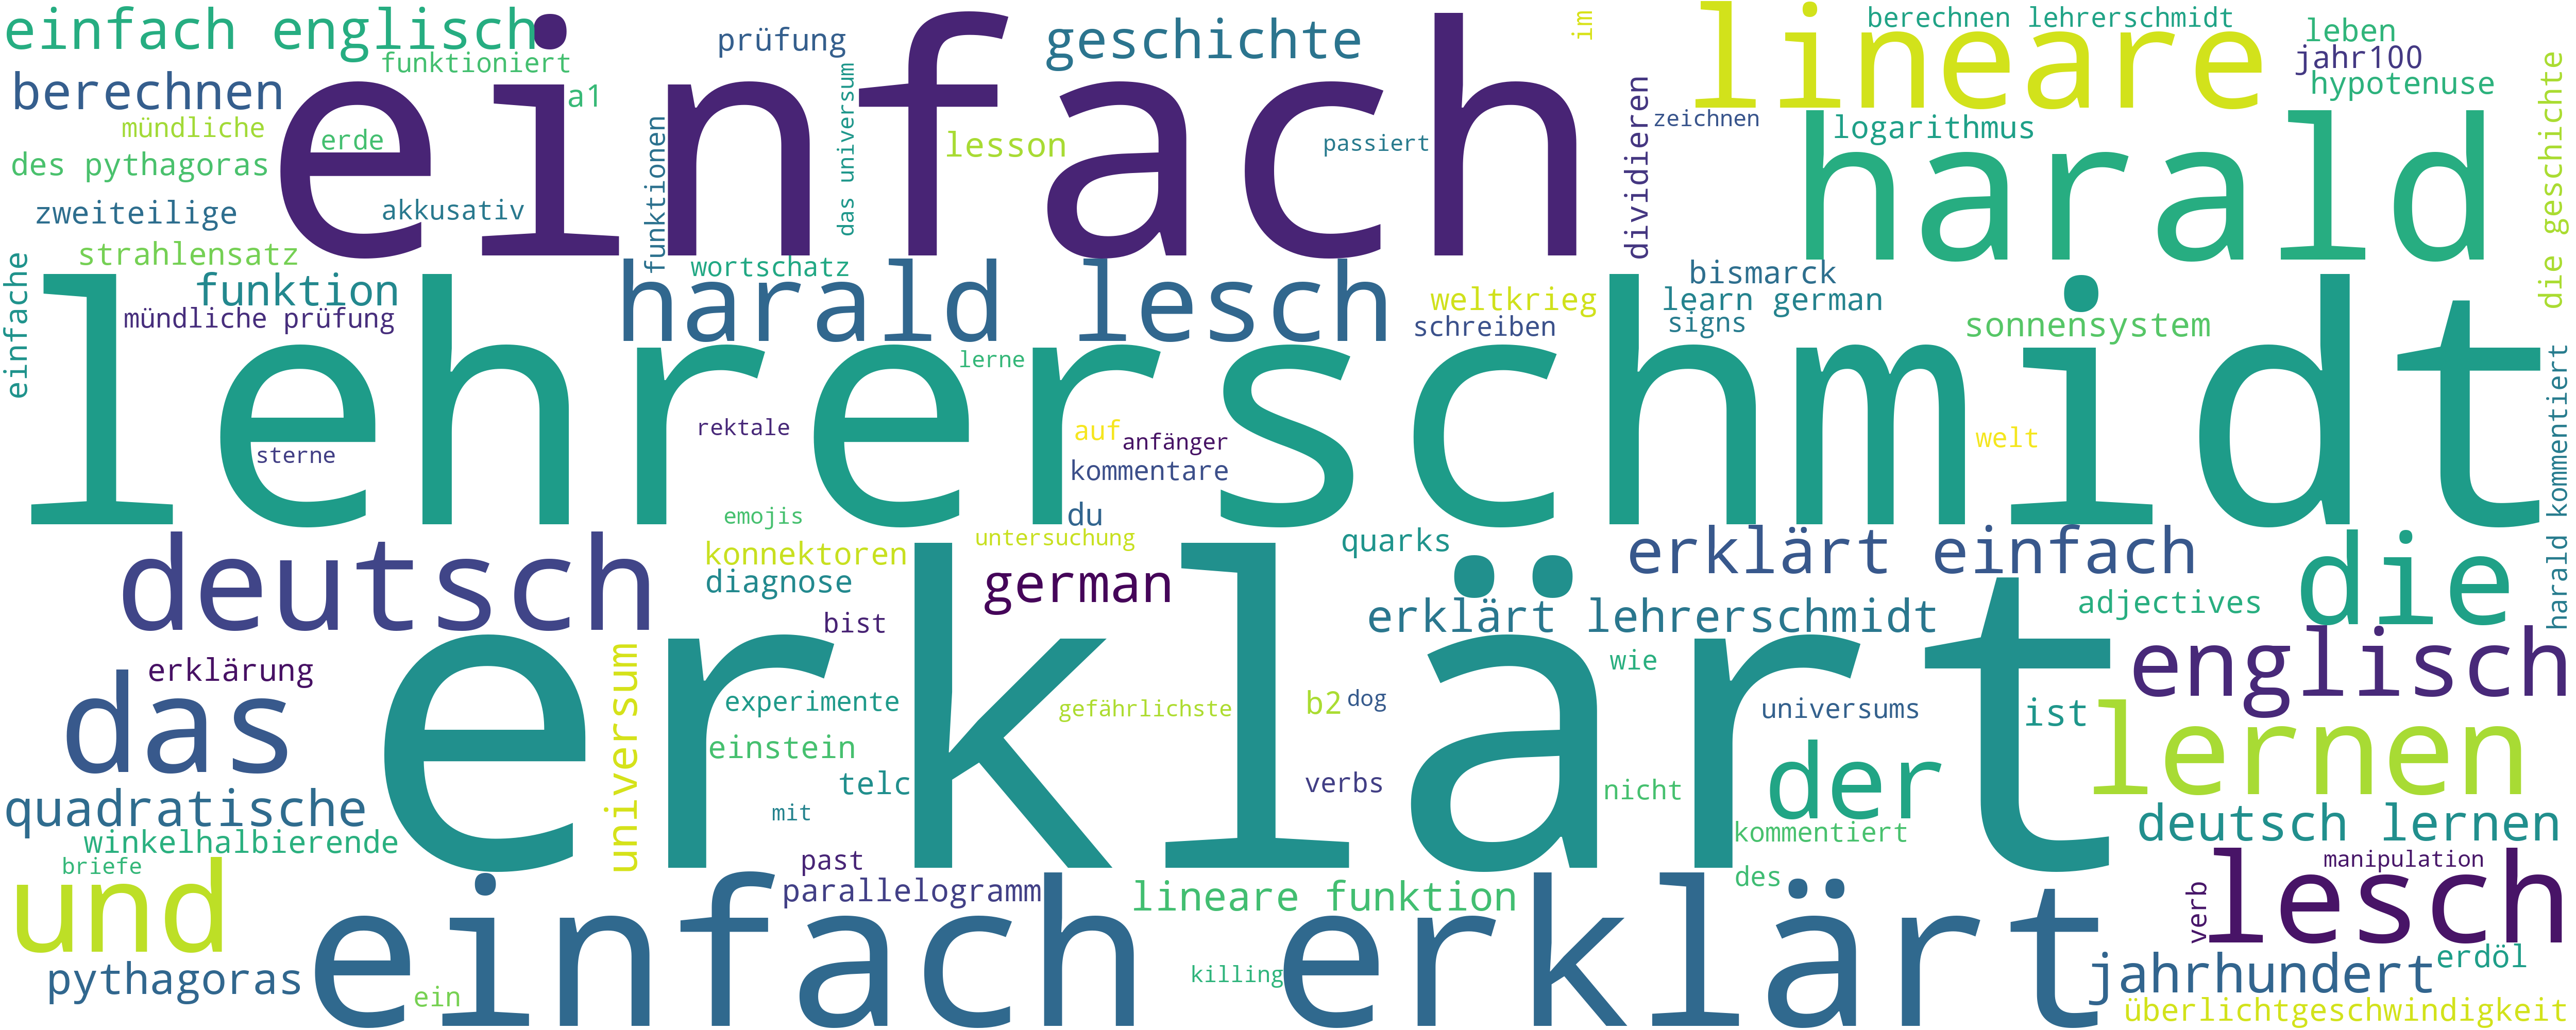 einfach englisch
prüfung
geschichte
im
lineare
berechnen lehrerschmidt
leben
jahr100
hypotenuse
funktioniert
berechnen
a1
einfach
mündliche
erde
des pythagoras
funktionen
das universum
lesson
passiert
dividieren
zeichnen
logarithmus
harald
die geschichte
zweiteilige
akkusativ
strahlensatz
einfache
funktion
mündliche prüfung
wortschatz
harald lesch
weltkrieg
schreiben
bismarck
learn german
signs
sonnensystem
lehrerschmidt
lerne
rektale
sterne
auf
anfänger
kommentare
welt
harald kommentiert
emojis
du
deutsch
konnektoren
untersuchung
diagnose
german
quarks
erklärt einfach
die
bist
erklärt lehrerschmidt
adjectives
erklärung
das
universum
erklärt
wie
englisch
experimente
gefährlichste
b2
dog
universums
ist
lernen
einstein
telc
verbs
nicht
der
quadratische
mit
kommentiert
deutsch lernen
winkelhalbierende
briefe
und
past
parallelogramm
lineare funktion
des
manipulation
verb
lesch
pythagoras
ein
einfach erklärt
killing
jahrhundert
erdöl
überlichtgeschwindigkeit